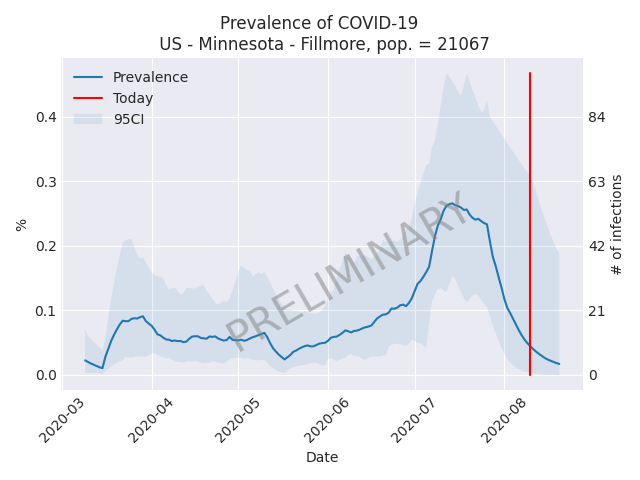 Prevalence of COVID-19
US - Minnesota - Fillmore, pop. = 21067
Prevalence
Today
95CI
0.4
0.3
0.2
0.1
0.0
%
84
63
42
21
0
# of infections
PRELIMINARY
2020-03
2020-04
2020-05
2020-06
2020-07
2020-08
Date